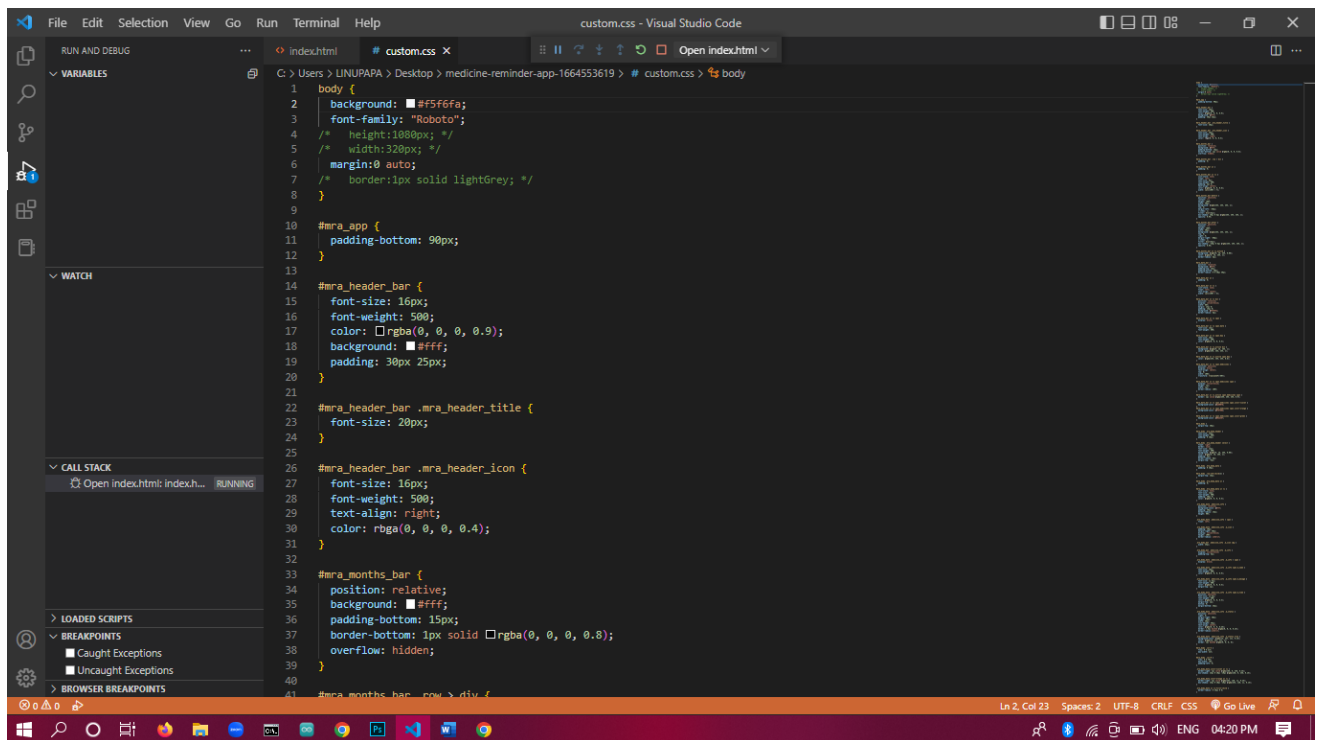 File Edit Selection View Go Run Terminal Help custom.css - Visual Studio Code
RUN AND DEBUG ··· <> index.html # custom.css × Open index.html
VARIABLES C: > Users > LINUPAPA > Desktop > medicine-reminder-app-1664553619 > # custom.css > body
1 body {
2 background: #f5f6fa;
3 font-family: "Roboto";
4 /* height:1080px; */
5 /* width:320px; */
6 margin:0 auto;
7 /* border:1px solid lightGrey; */
8 }
9
10 #mra_app {
11 padding-bottom: 90px;
12 }
13
WATCH
14 #mra_header_bar {
15 font-size: 16px;
16 font-weight: 500;
17 color: rgba(0, 0, 0, 0.9);
18 background: #fff;
19 padding: 30px 25px;
20 }
21
22 #mra_header_bar .mra_header_title {
23 font-size: 20px;
24 }
25
CALL STACK
26 #mra_header_bar .mra_header_icon {
Open index.html: index.h... RUNNING
27 font-size: 16px;
28 font-weight: 500;
29 text-align: right;
30 color: rbga(0, 0, 0, 0.4);
31 }
32
33 #mra_months_bar {
34 position: relative;
35 background: #fff;
LOADED SCRIPTS
36 padding-bottom: 15px;
BREAKPOINTS
37 border-bottom: 1px solid rgba(0, 0, 0, 0.8);
Caught Exceptions
38 overflow: hidden;
Uncaught Exceptions
39 }
40
BROWSER BREAKPOINTS
41 #mra_months_bar .row > div {
0 0 Ln 2, Col 23 Spaces: 2 UTF-8 CRLF CSS Go Live
ENG 04:20 PM